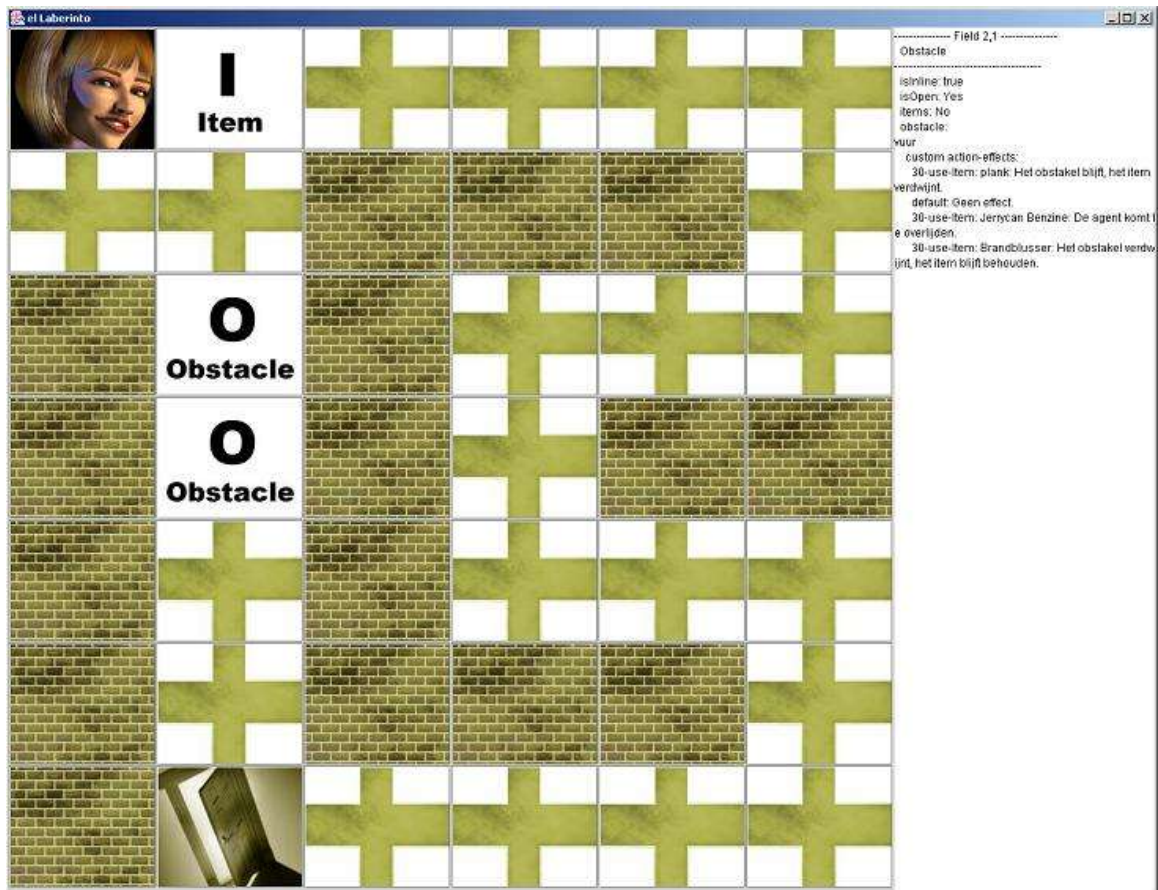 el Laberinto
I
Item
O
Obstacle
O
Obstacle
--------------- Field 2,1 ---------------
Obstacle
----------------------------------------
isInline: true
isOpen: Yes
items: No
obstacle:
vuur
custom action-effects:
30-use-Item: plank: Het obstakel blijft, het item
verdwijnt.
default: Geen effect.
30-use-Item: Jerrycan Benzine: De agent komt t
e overlijden.
30-use-Item: Brandblusser: Het obstakel verdw
ijnt, het item blijft behouden.